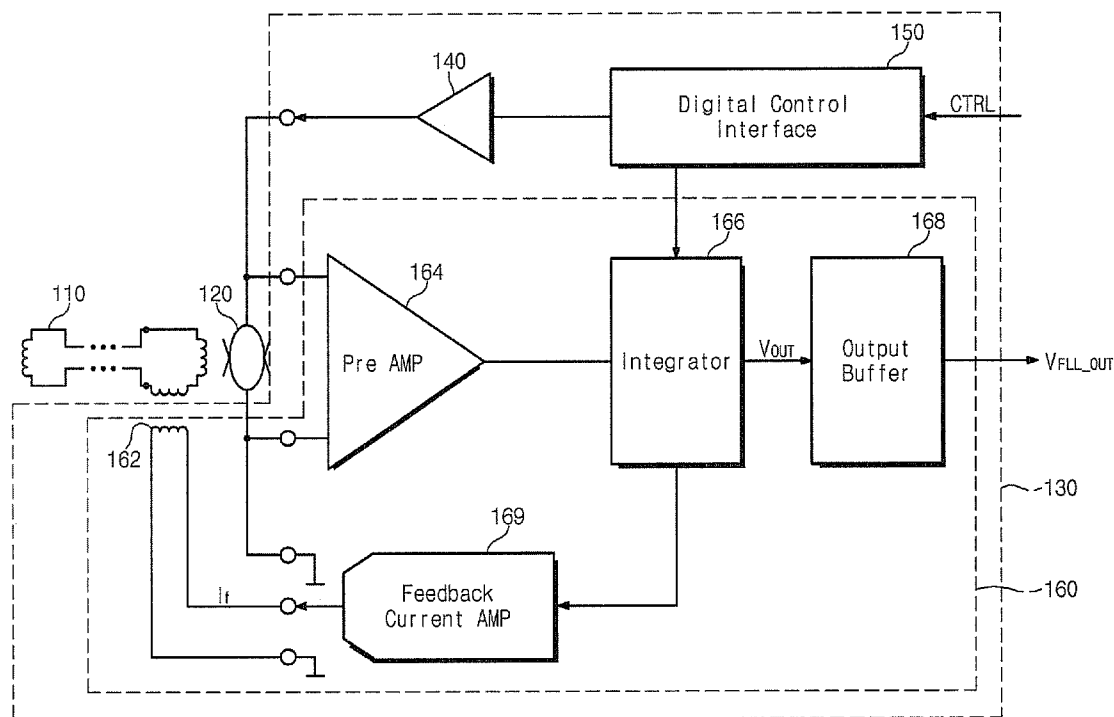 150
140
Digital Control
Interface
CTRL
166
168
110
120
164
Pre AMP
Integrator
VOUT
Output
Buffer
VFLL_OUT
162
130
169
Feedback
Current AMP
If
160